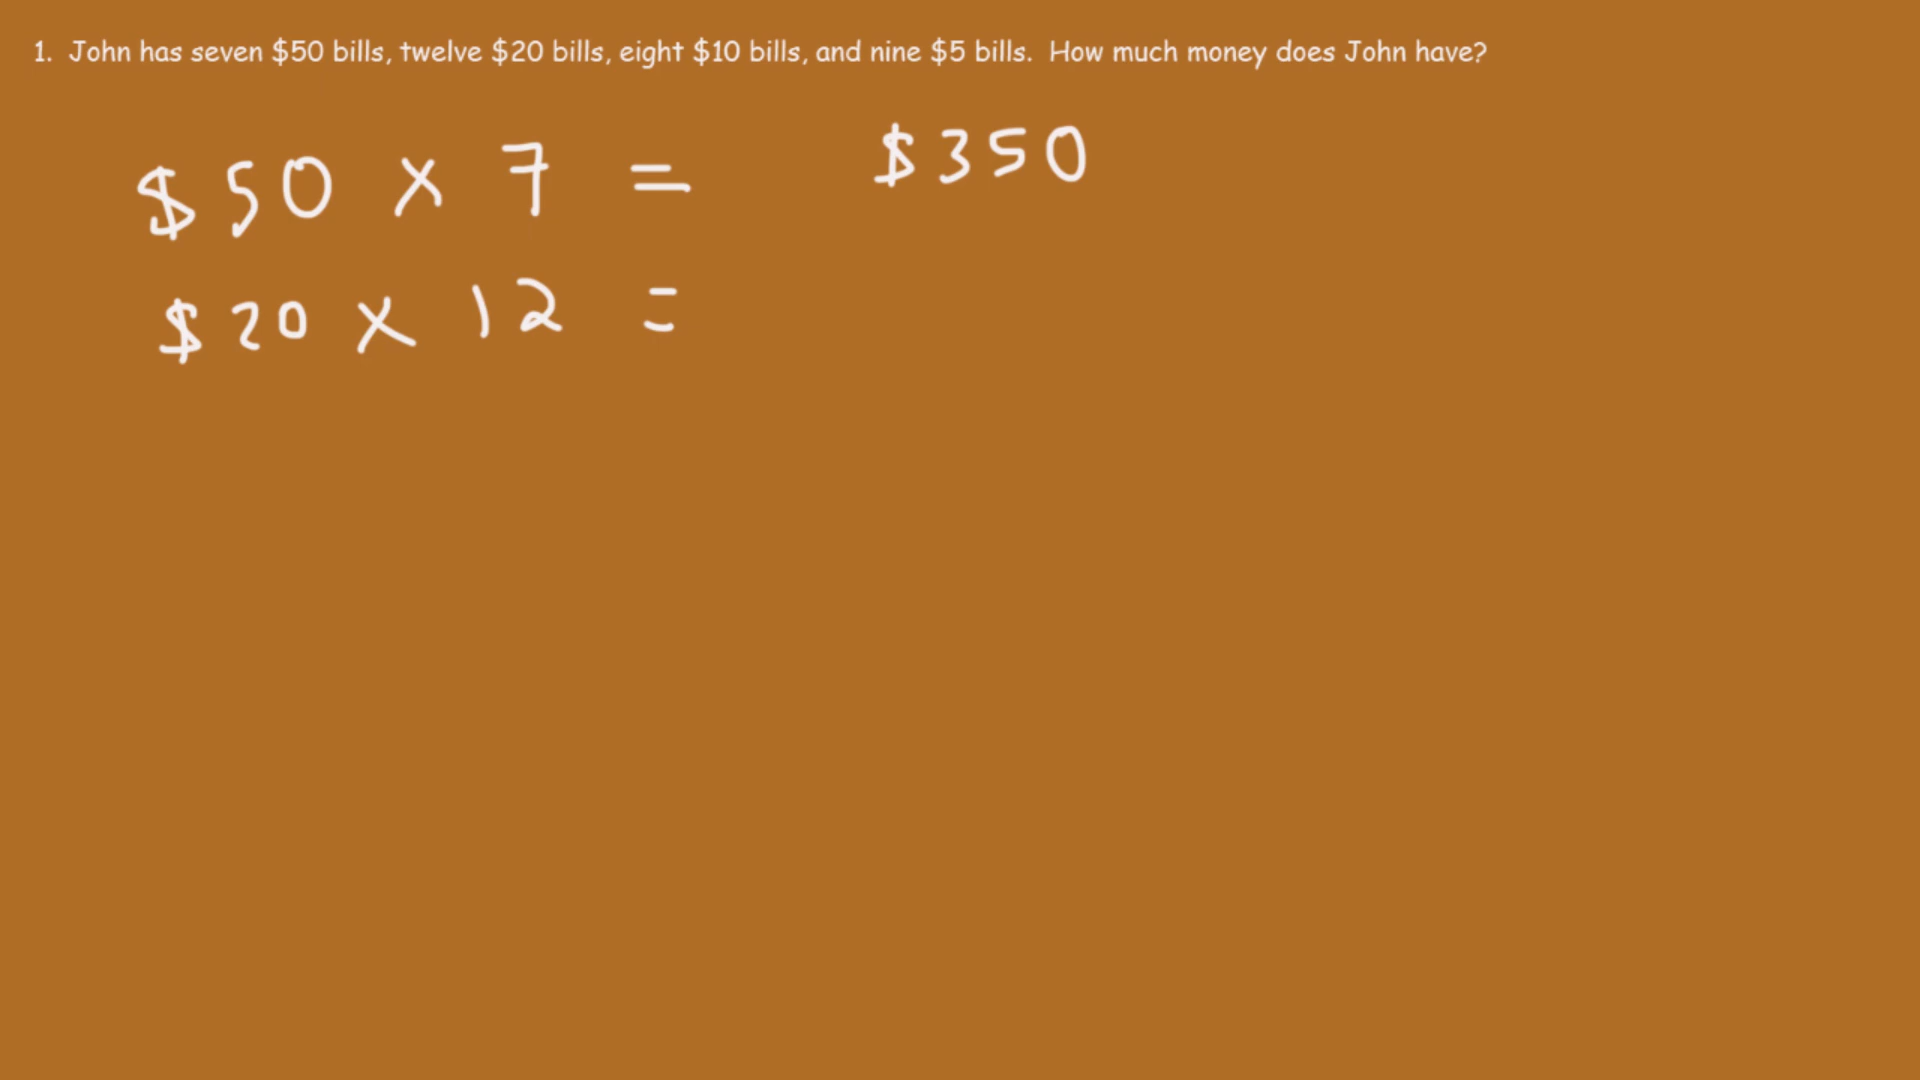 1. John has seven $50 bills, twelve $20 bills, eight $10 bills, and nine $5 bills. How much money does John have?
$50 x 7 = $350
$20 x 12 =